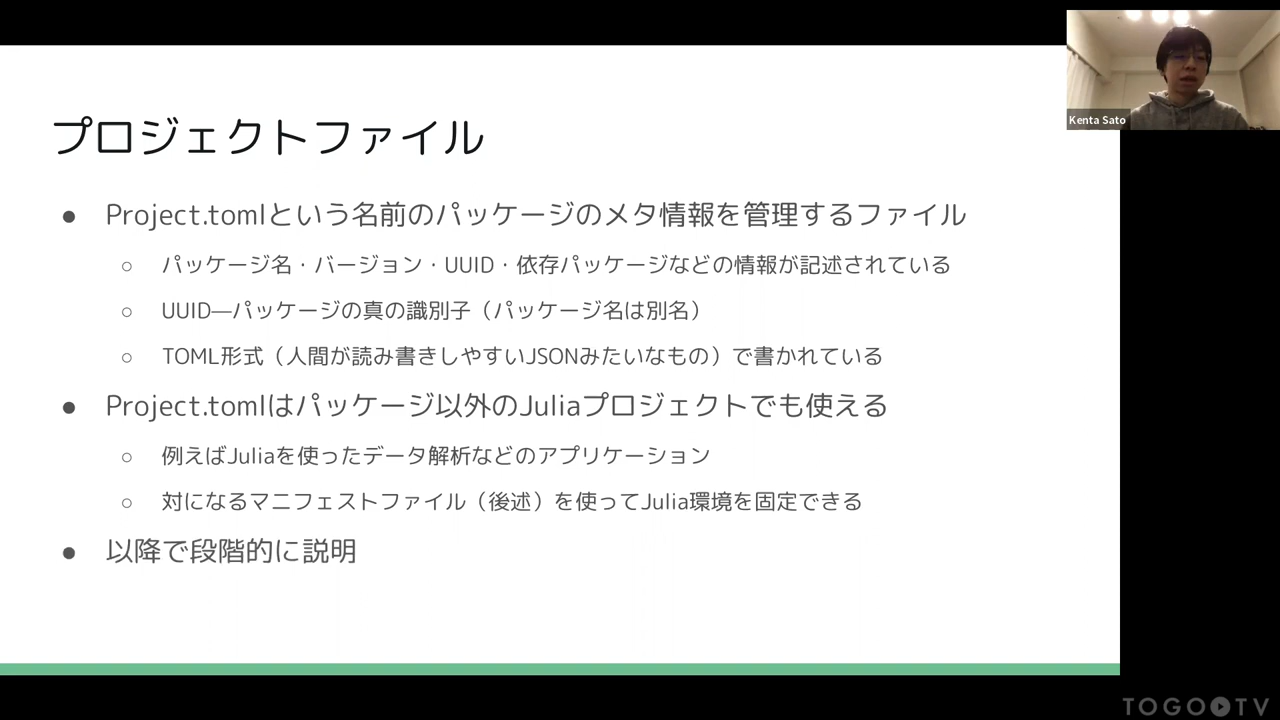 プロジェクトファイル
● Project.tomlという名前のパッケージのメタ情報を管理するファイル
○ パッケージ名・バージョン・UUID・依存パッケージなどの情報が記述されている
○ UUID—パッケージの真の識別子（パッケージ名は別名）
○ TOML形式（人間が読み書きしやすいJSONみたいなもの）で書かれている
● Project.tomlはパッケージ以外のJuliaプロジェクトでも使える
○ 例えばJuliaを使ったデータ解析などのアプリケーション
○ 対になるマニフェストファイル（後述）を使ってJulia環境を固定できる
● 以降で段階的に説明
Kenta Sato
TOGO TV